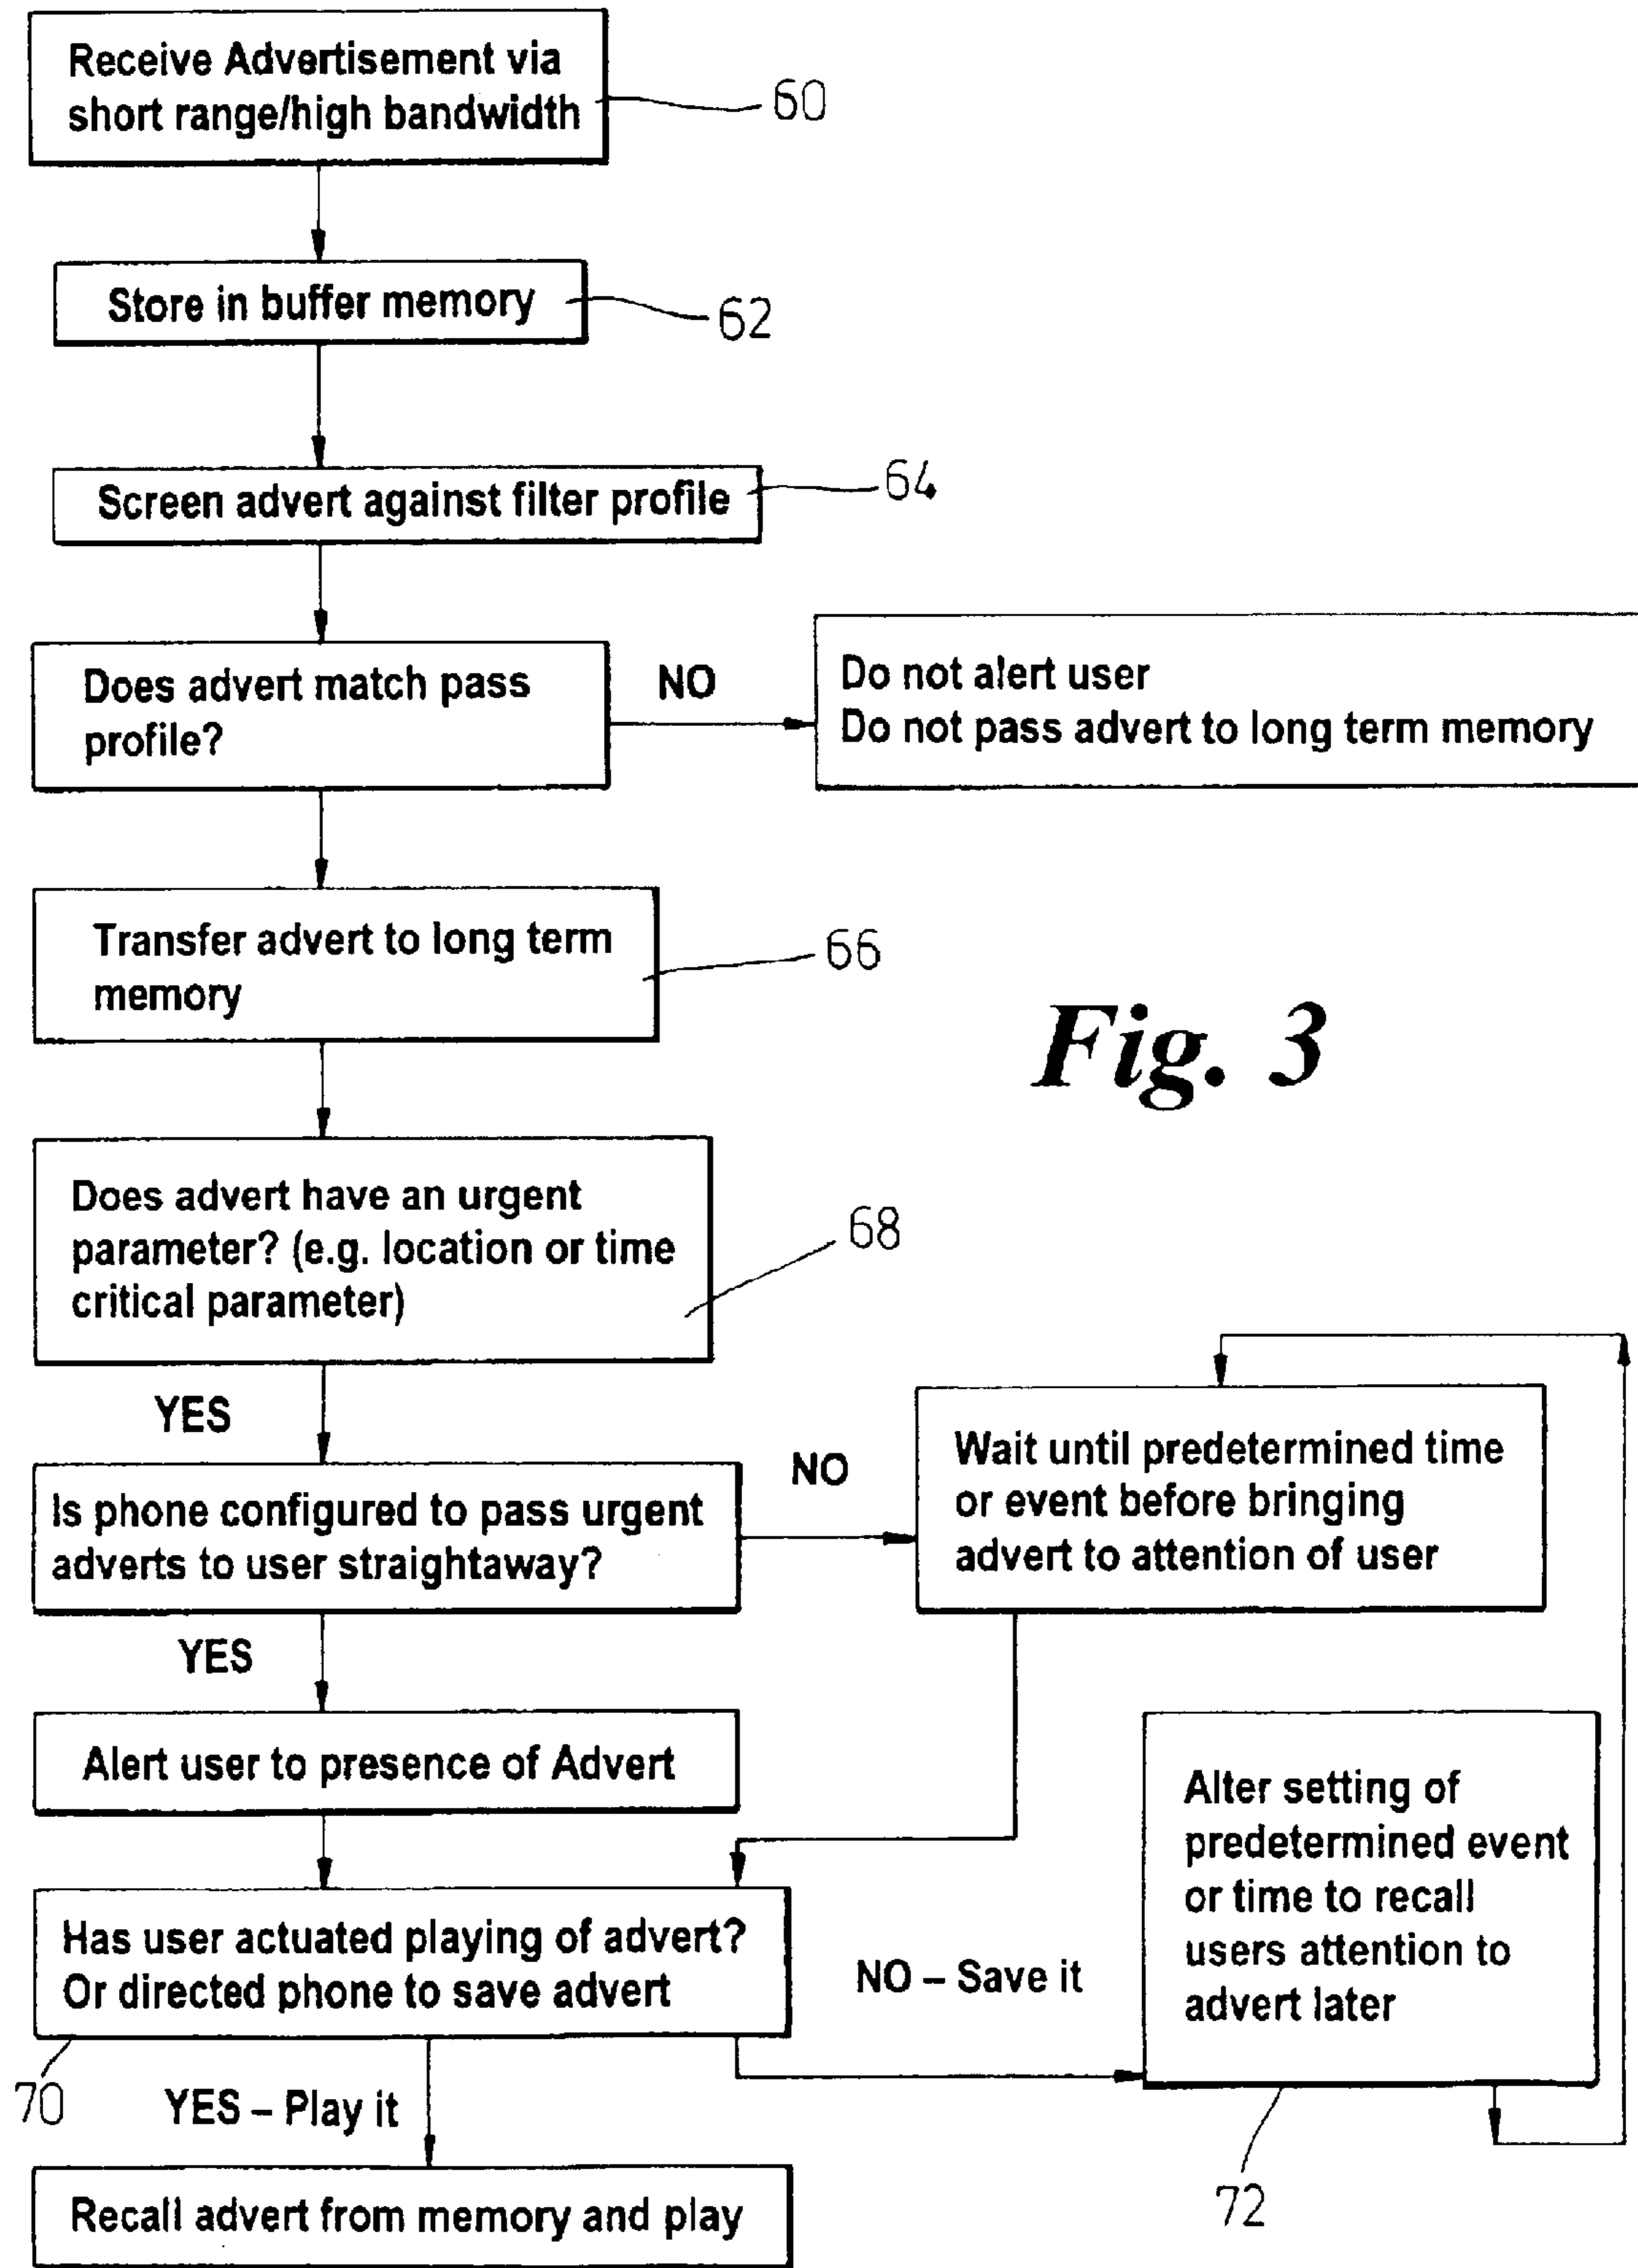 Receive Advertisement via
short range/high bandwidth
60
Store in buffer memory
62
Screen advert against filter profile
64
Does advert match pass
profile?
NO
Do not alert user
Do not pass advert to long term memory
Transfer advert to long term
memory
66
Fig. 3
Does advert have an urgent
parameter? (e.g. location or time
critical parameter)
68
YES
Is phone configured to pass urgent
adverts to user straightaway?
NO
Wait until predetermined time
or event before bringing
advert to attention of user
YES
Alert user to presence of Advert
Has user actuated playing of advert?
Or directed phone to save advert
70
NO – Save it
Alter setting of
predetermined event
or time to recall
users attention to
advert later
72
YES – Play it
Recall advert from memory and play